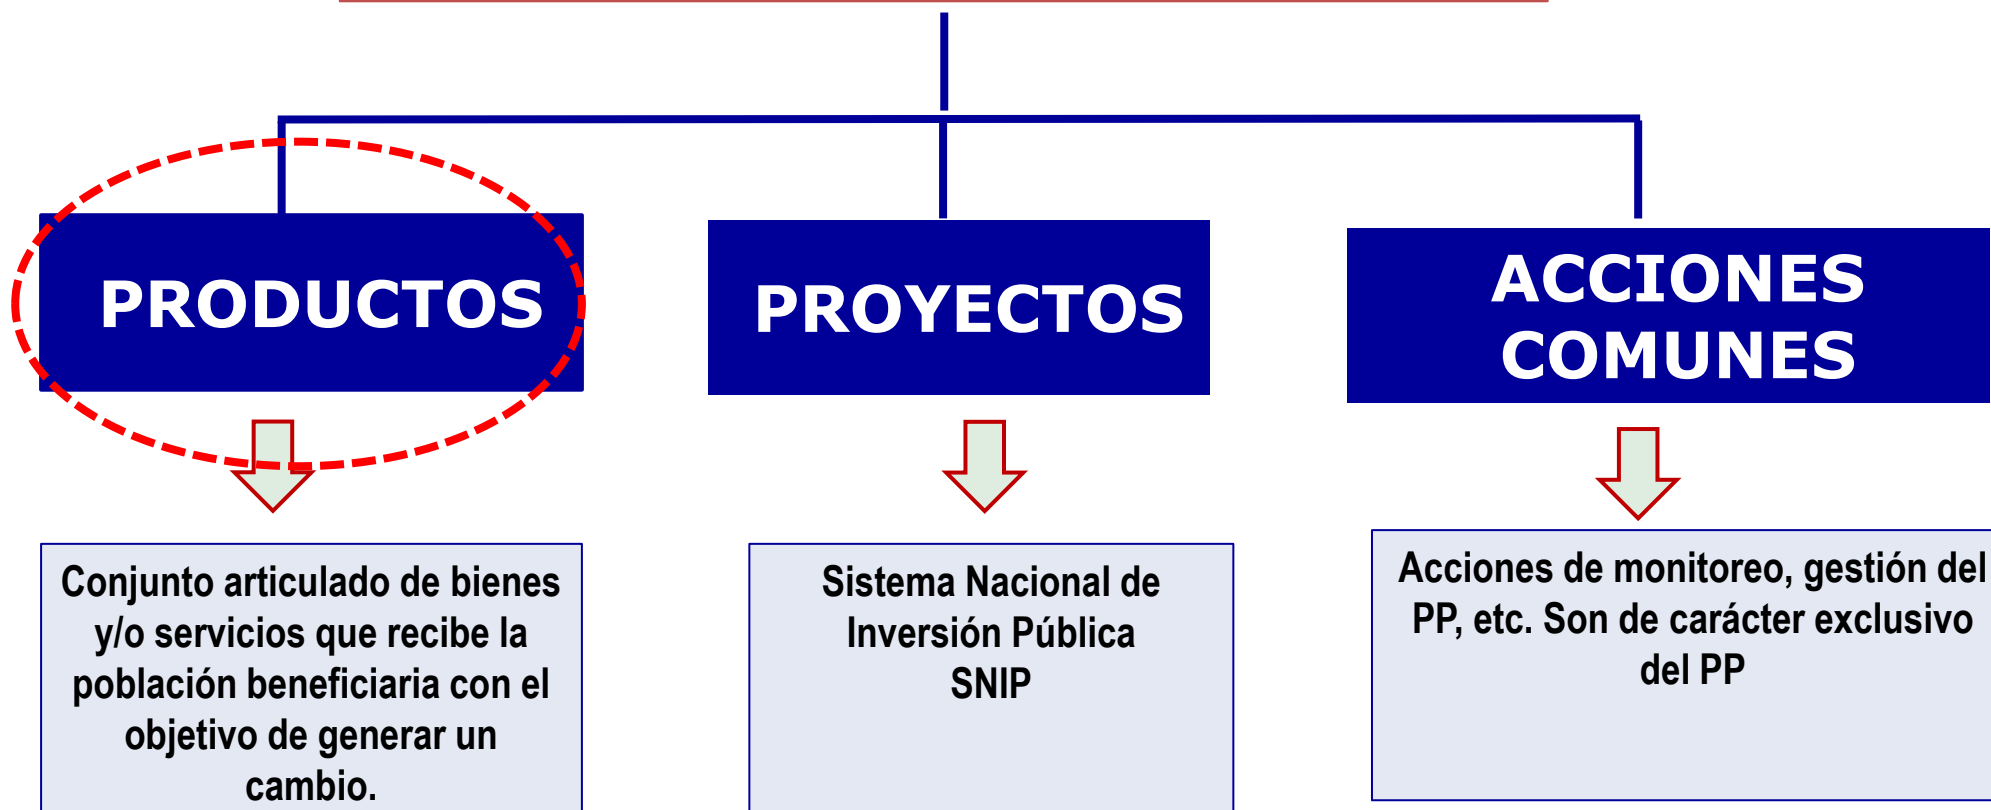 PRODUCTOS
PROYECTOS
ACCIONES
COMUNES
Conjunto articulado de bienes
y/o servicios que recibe la
población beneficiaria con el
objetivo de generar un
cambio.
Sistema Nacional de
Inversión Pública
SNIP
Acciones de monitoreo, gestión del
PP, etc. Son de carácter exclusivo
del PP